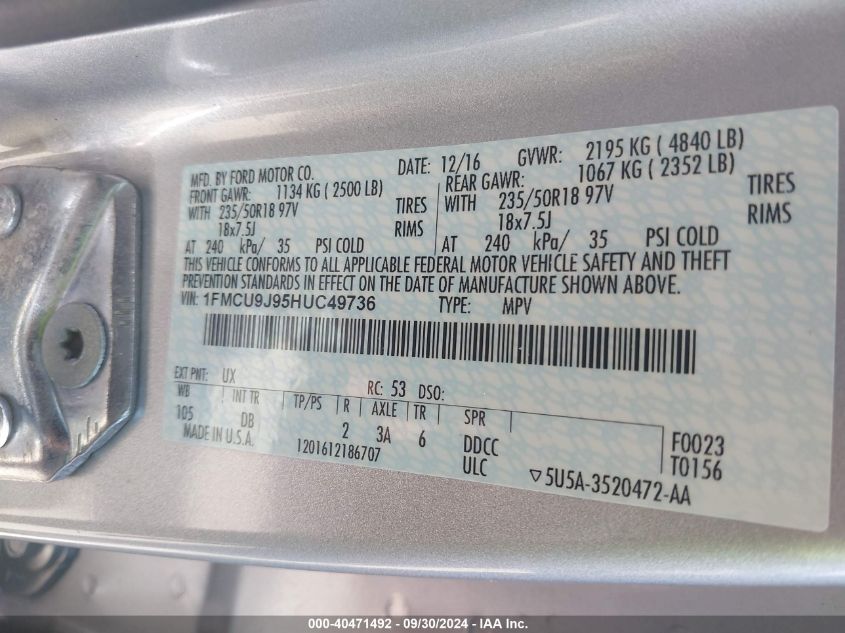 MFD. BY FORD MOTOR CO. DATE: 12/16 GVWR: 2195 KG ( 4840 LB)
FRONT GAWR: 1134 KG ( 2500 LB) REAR GAWR: 1067 KG ( 2352 LB)
WITH 235/50R18 97V TIRES WITH 235/50R18 97V TIRES
18x7.5J RIMS 18x7.5J RIMS
AT 240 kPa/ 35 PSI COLD AT 240 kPa/ 35 PSI COLD
THIS VEHICLE CONFORMS TO ALL APPLICABLE FEDERAL MOTOR VEHICLE SAFETY AND THEFT
PREVENTION STANDARDS IN EFFECT ON THE DATE OF MANUFACTURE SHOWN ABOVE.
VIN: 1FMCU9J95HUC49736 TYPE: MPV
EXT PNT: UX RC: 53 DSO:
WB INT TR TP/PS R AXLE TR SPR
105 DB 2 3A 6 DDCC F0023
MADE IN U.S.A. 1201612186707 ULC T0156
▽5U5A-3520472-AA
000-40471492 - 09/30/2024 - IAA Inc.